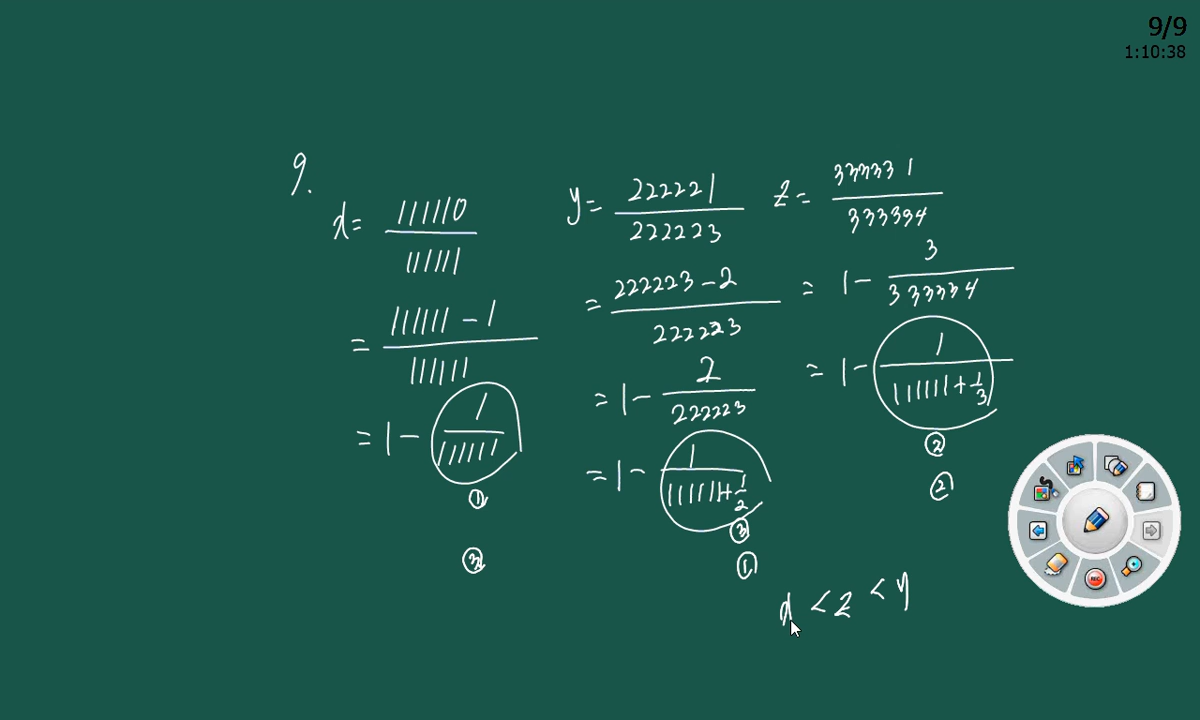 9/9
1:10:38
9.
x = 111110/111111
= (111111 - 1)/111111
= 1 - 1/111111
①
③
y = 222221/222223
= (222223 - 2)/222223
= 1 - 2/222223
= 1 - 1/(111111 + 1/2)
③
①
z = 333331/333334
= 1 - 3/333334
= 1 - 1/(111111 + 1/3)
②
②
x < z < y
REC